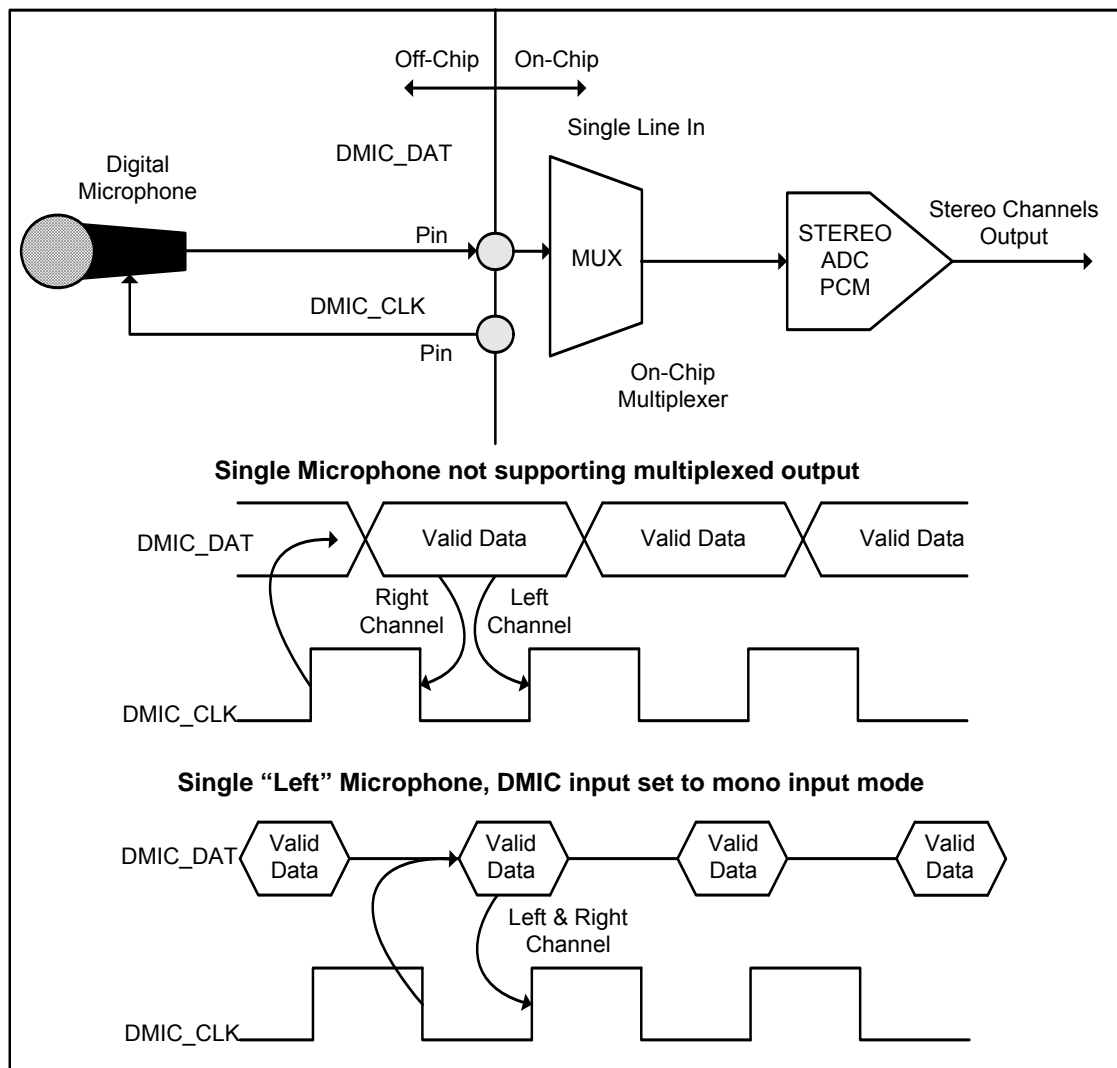 Off-Chip On-Chip
Single Line In
DMIC_DAT
Digital
Microphone
Pin
DMIC_CLK
Pin
MUX
On-Chip
Multiplexer
STEREO
ADC
PCM
Stereo Channels
Output
Single Microphone not supporting multiplexed output
DMIC_DAT
Valid Data
Valid Data
Valid Data
Right
Channel
Left
Channel
DMIC_CLK
Single “Left” Microphone, DMIC input set to mono input mode
DMIC_DAT
Valid
Data
Valid
Data
Valid
Data
Valid
Data
Left & Right
Channel
DMIC_CLK